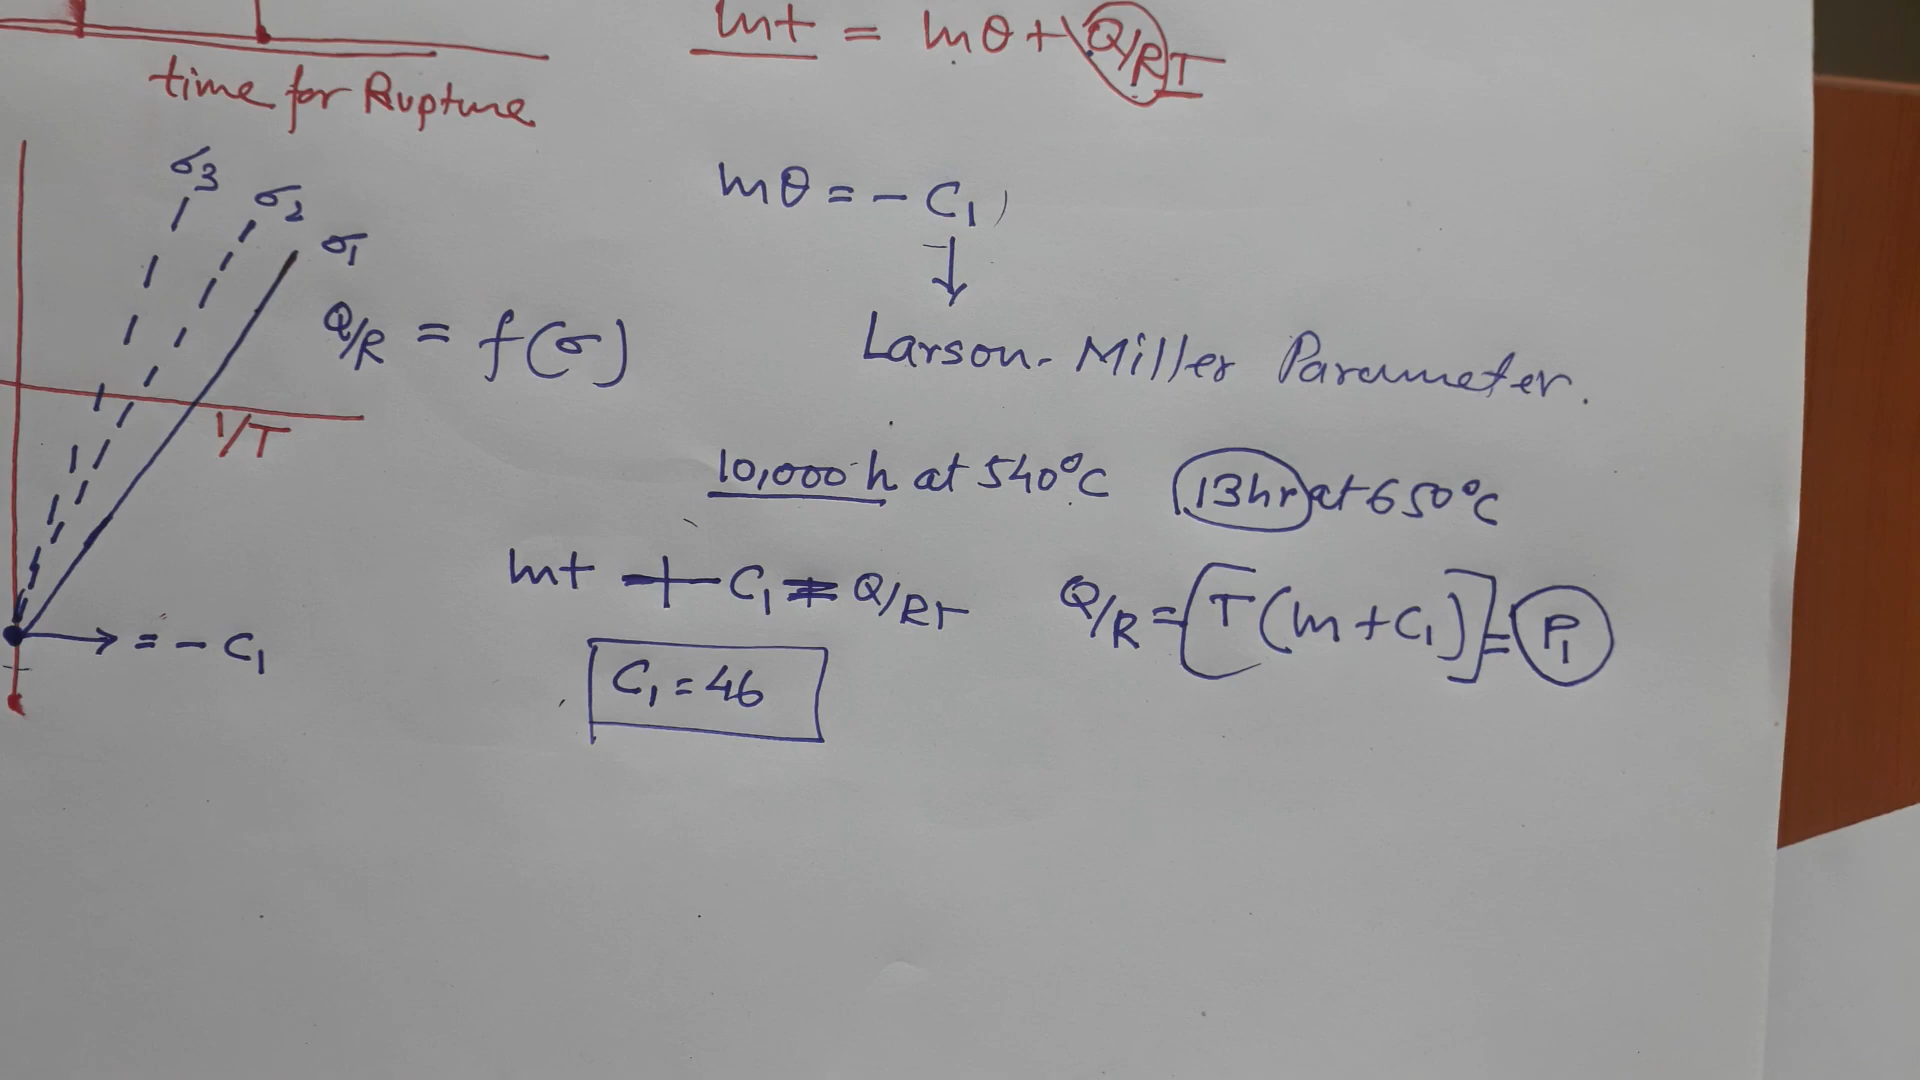 lnt = lnθ + Q/RT
time for Rupture
σ3
σ2
σ1
lnθ = - C1
Q/R = f(σ)
Larson-Miller Parameter.
1/T
10,000 h at 540°C 13hr at 650°C
lnt + C1 = Q/RT Q/R = [T(ln + C1)] = P1
= - C1
C1 = 46